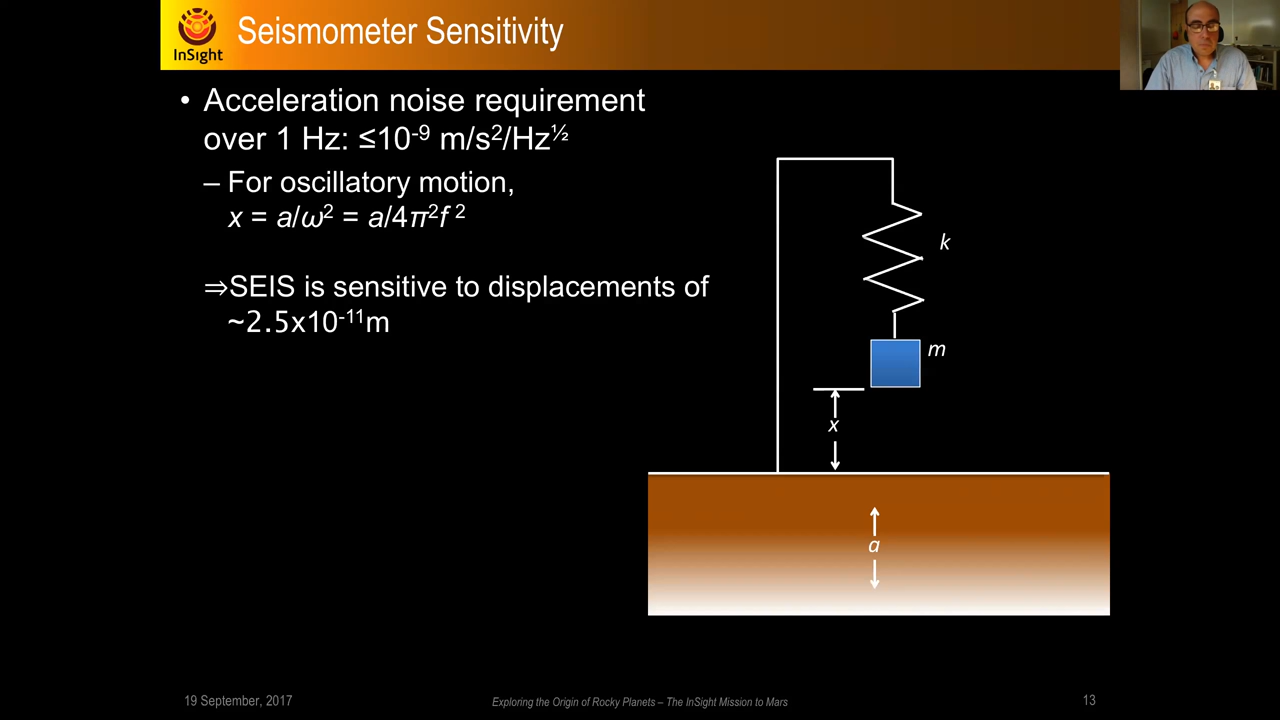 InSight
Seismometer Sensitivity
• Acceleration noise requirement
over 1 Hz: ≤10⁻⁹ m/s²/Hz^½
– For oscillatory motion,
x = a/ω² = a/4π²f ²
⇒SEIS is sensitive to displacements of
~2.5x10⁻¹¹m
k
m
x
a
19 September, 2017
Exploring the Origin of Rocky Planets – The InSight Mission to Mars
13